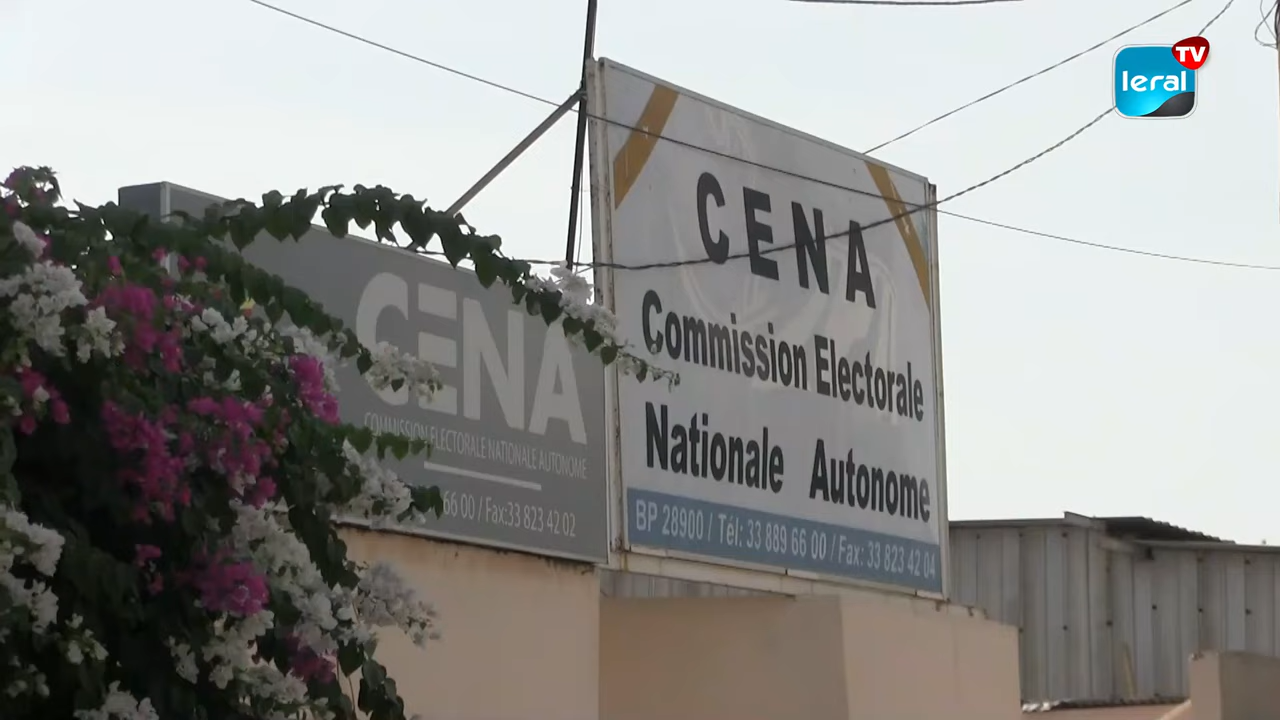 leral TV
CENA
COMMISSION ELECTORALE NATIONALE AUTONOME
66 00 / Fax:33 823 42 02
C E N A
Commission Electorale
Nationale Autonome
BP 28900 / Tél: 33 889 66 00 / Fax: 33 823 42 04